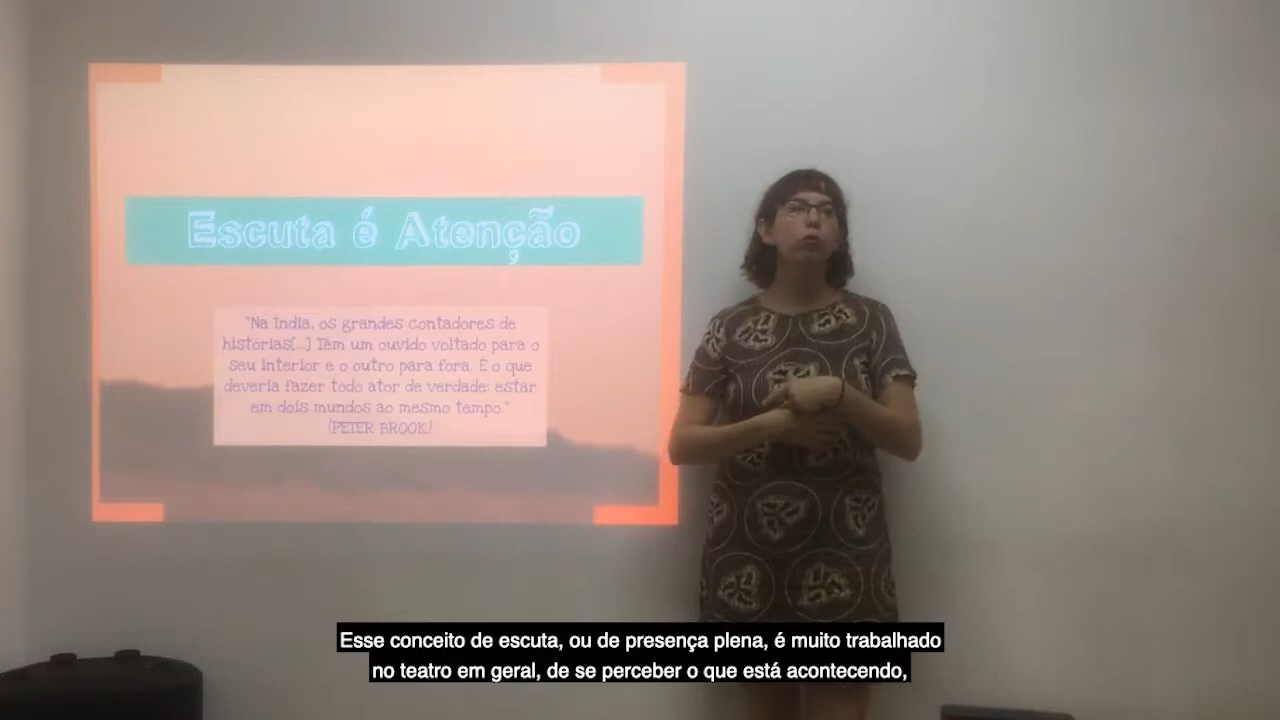 Escuta é Atenção
"Na Índia, os grandes contadores de
histórias[...] Têm um ouvido voltado para o
seu interior e o outro para fora. É o que
deveria fazer todo ator de verdade: estar
em dois mundos ao mesmo tempo."
(PETER BROOK)
Esse conceito de escuta, ou de presença plena, é muito trabalhado
no teatro em geral, de se perceber o que está acontecendo,